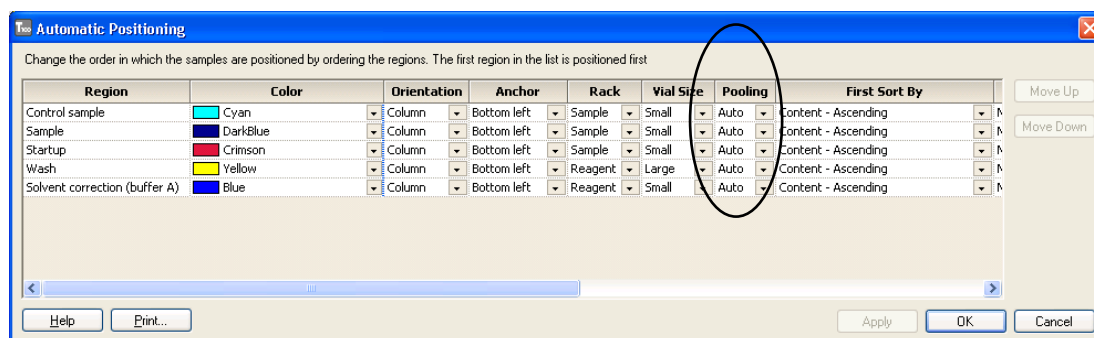 T100 Automatic Positioning
Change the order in which the samples are positioned by ordering the regions. The first region in the list is positioned first
Region Color Orientation Anchor Rack Vial Size Pooling First Sort By
Control sample Cyan Column Bottom left Sample Small Auto Content - Ascending
Sample DarkBlue Column Bottom left Sample Small Auto Content - Ascending
Startup Crimson Column Bottom left Sample Small Auto Content - Ascending
Wash Yellow Column Bottom left Reagent Large Auto Content - Ascending
Solvent correction (buffer A) Blue Column Bottom left Reagent Small Auto Content - Ascending
Move Up
Move Down
Help Print... Apply OK Cancel